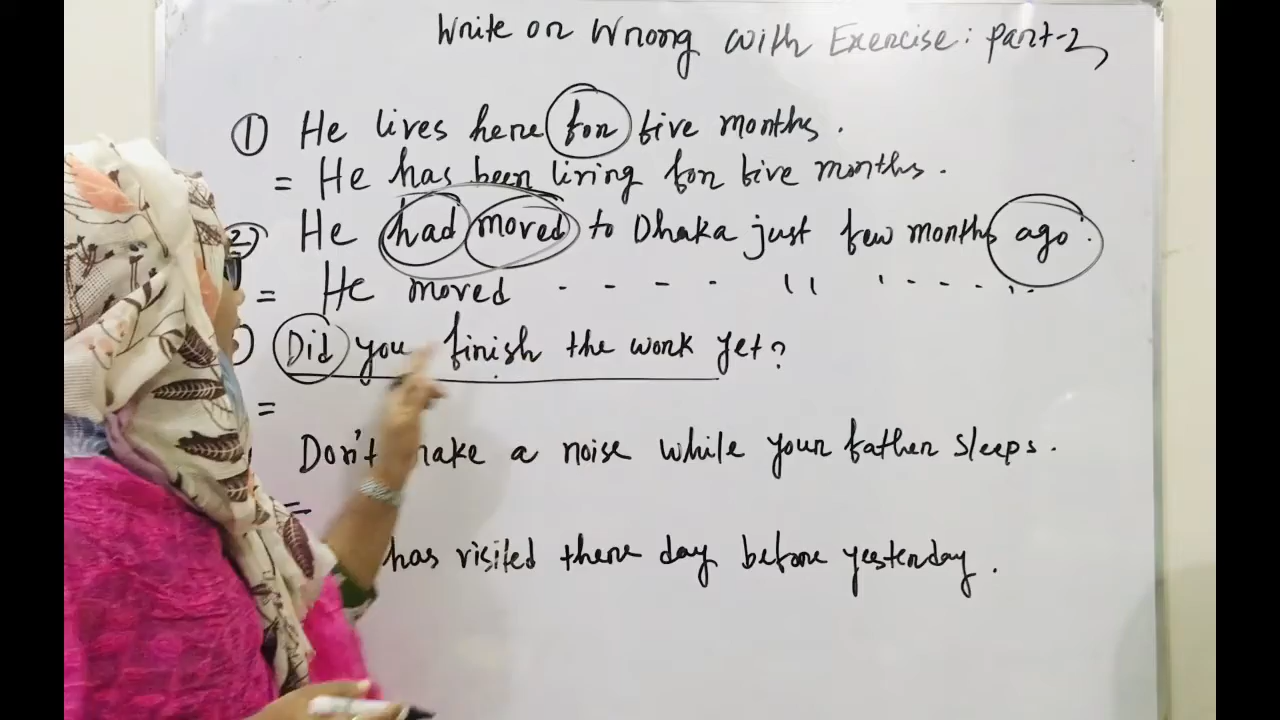 Write or Wrong with Exercise: part-2
① He lives here for five months.
= He has been living for five months.
2) He had moved to Dhaka just few months ago.
= He moved - - - - " ' - - - - ..
) Did you finish the work yet?
=
Don't make a noise while your father sleeps.
=
has visited there day before yesterday.